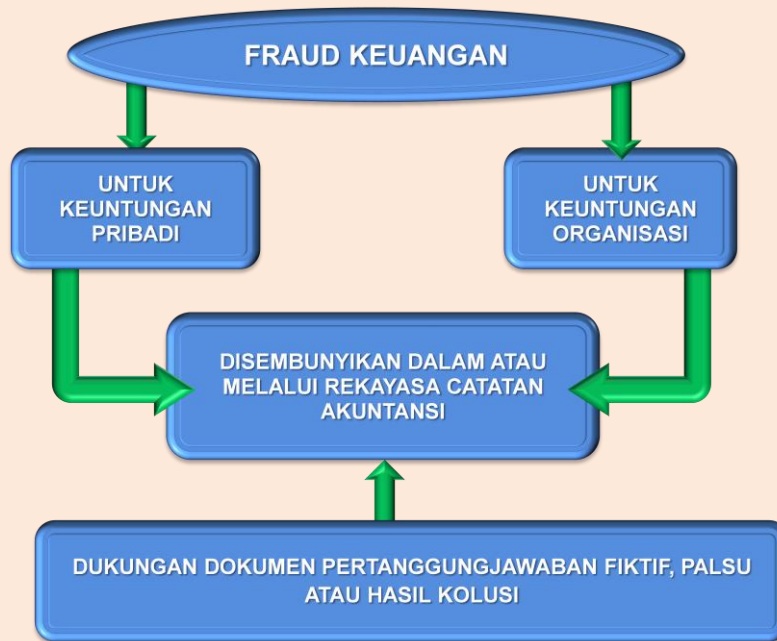 FRAUD KEUANGAN
UNTUK
KEUNTUNGAN
PRIBADI
UNTUK
KEUNTUNGAN
ORGANISASI
DISEMBUNYIKAN DALAM ATAU
MELALUI REKAYASA CATATAN
AKUNTANSI
DUKUNGAN DOKUMEN PERTANGGUNGJAWABAN FIKTIF, PALSU
ATAU HASIL KOLUSI